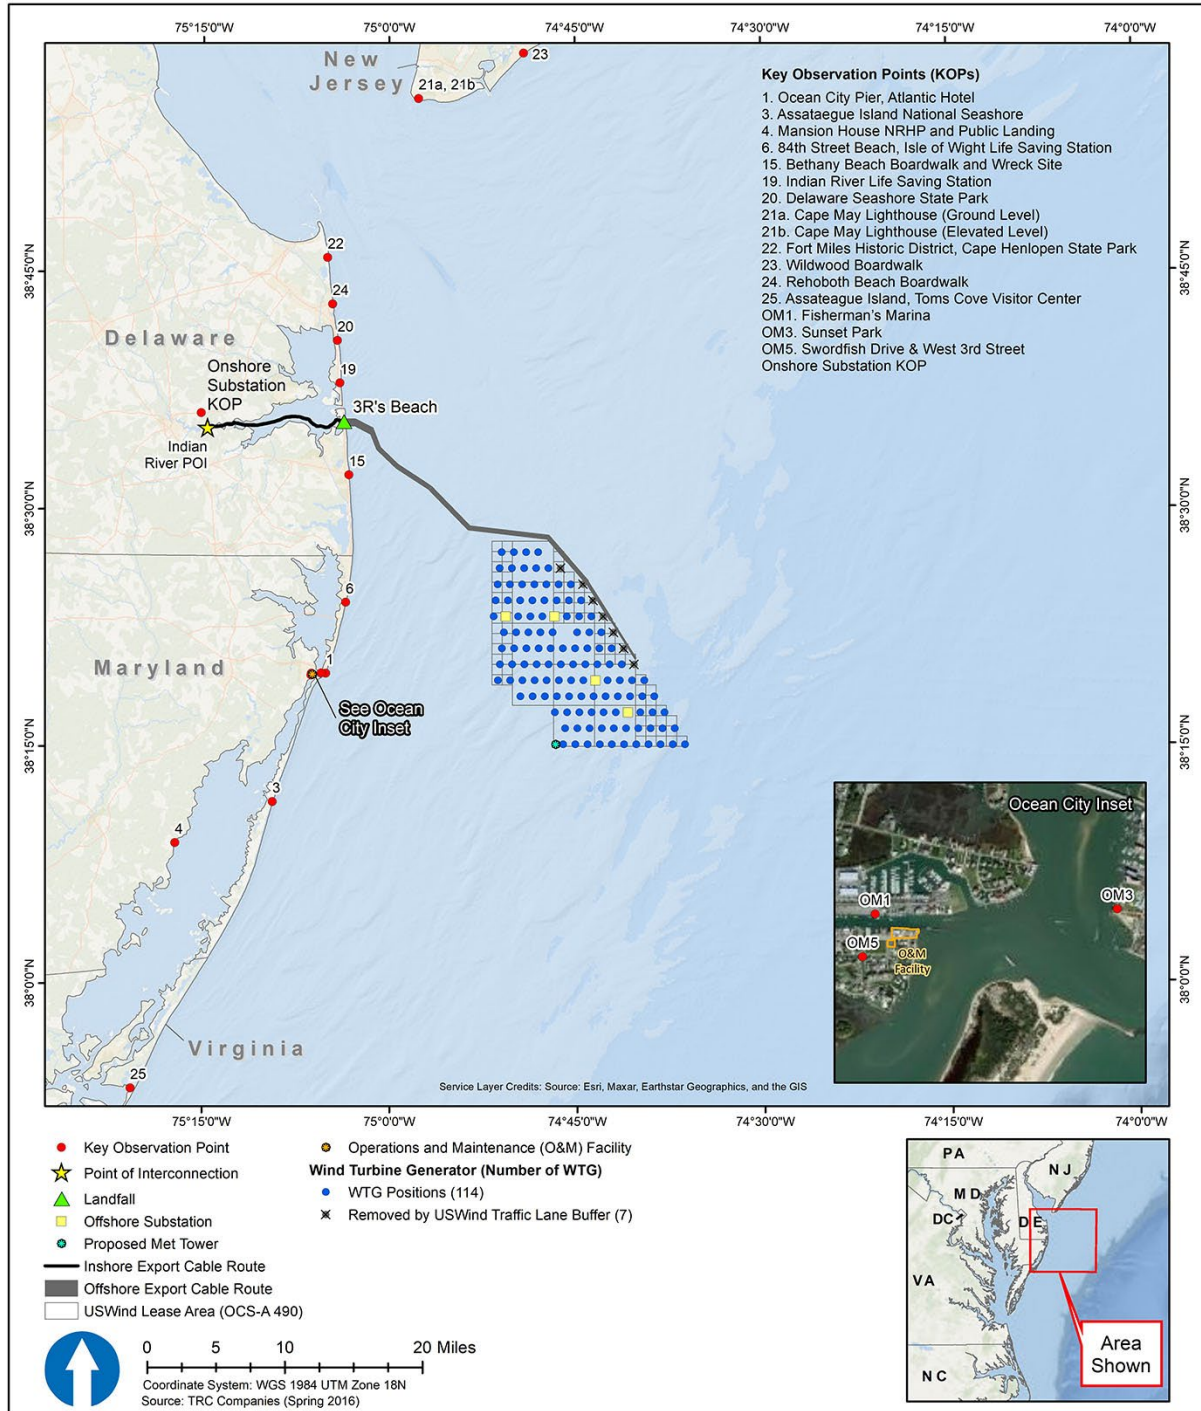 75°15'0"W 75°00'0"W 74°45'0"W 74°30'0"W 74°15'0"W 74°00'0"W
New
Jersey
23
21a, 21b
Key Observation Points (KOPs)
1. Ocean City Pier, Atlantic Hotel
3. Assataegue Island National Seashore
4. Mansion House NRHP and Public Landing
6. 84th Street Beach, Isle of Wight Life Saving Station
15. Bethany Beach Boardwalk and Wreck Site
19. Indian River Life Saving Station
20. Delaware Seashore State Park
21a. Cape May Lighthouse (Ground Level)
21b. Cape May Lighthouse (Elevated Level)
22. Fort Miles Historic District, Cape Henlopen State Park
23. Wildwood Boardwalk
24. Rehoboth Beach Boardwalk
25. Assateague Island, Toms Cove Visitor Center
OM1. Fisherman's Marina
OM3. Sunset Park
OM5. Swordfish Drive & West 3rd Street
Onshore Substation KOP
22
38°45'0"N 38°45'0"N
24
Delaware
20
Onshore
Substation
KOP
19
3R's Beach
Indian
River POI
15
38°30'0"N 38°30'0"N
6
Maryland
1
See Ocean
City Inset
38°15'0"N 38°15'0"N
3
4
Ocean City Inset
OM1
OM3
OM5
O&M
Facility
38°0'0"N 38°0'0"N
Virginia
25
Service Layer Credits: Source: Esri, Maxar, Earthstar Geographics, and the GIS
75°15'0"W 75°00'0"W 74°45'0"W 74°30'0"W 74°15'0"W 74°00'0"W
Key Observation Point
Point of Interconnection
Landfall
Offshore Substation
Proposed Met Tower
Inshore Export Cable Route
Offshore Export Cable Route
USWind Lease Area (OCS-A 490)
Operations and Maintenance (O&M) Facility
Wind Turbine Generator (Number of WTG)
WTG Positions (114)
Removed by USWind Traffic Lane Buffer (7)
0 5 10 20 Miles
Coordinate System: WGS 1984 UTM Zone 18N
Source: TRC Companies (Spring 2016)
PA
NJ
MD
DC
DE
VA
NC
Area
Shown